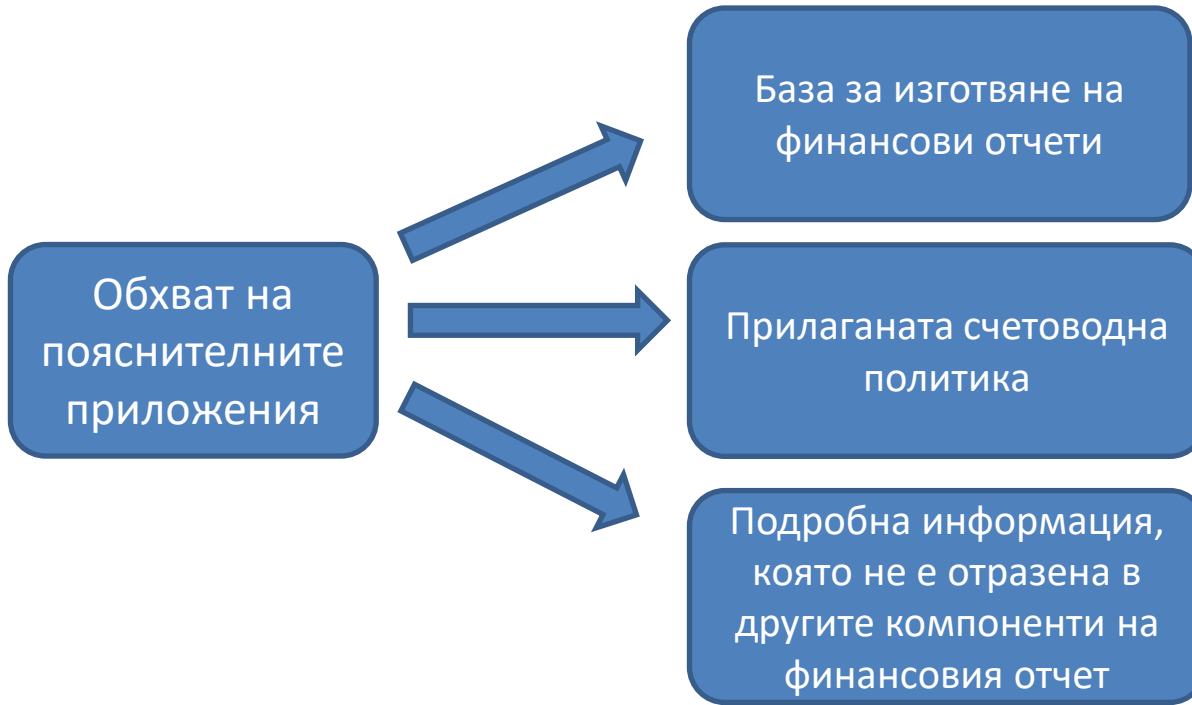 Обхват на
пояснителните
приложения
База за изготвяне на
финансови отчети
Прилаганата счетоводна
политика
Подробна информация,
която не е отразена в
другите компоненти на
финансовия отчет